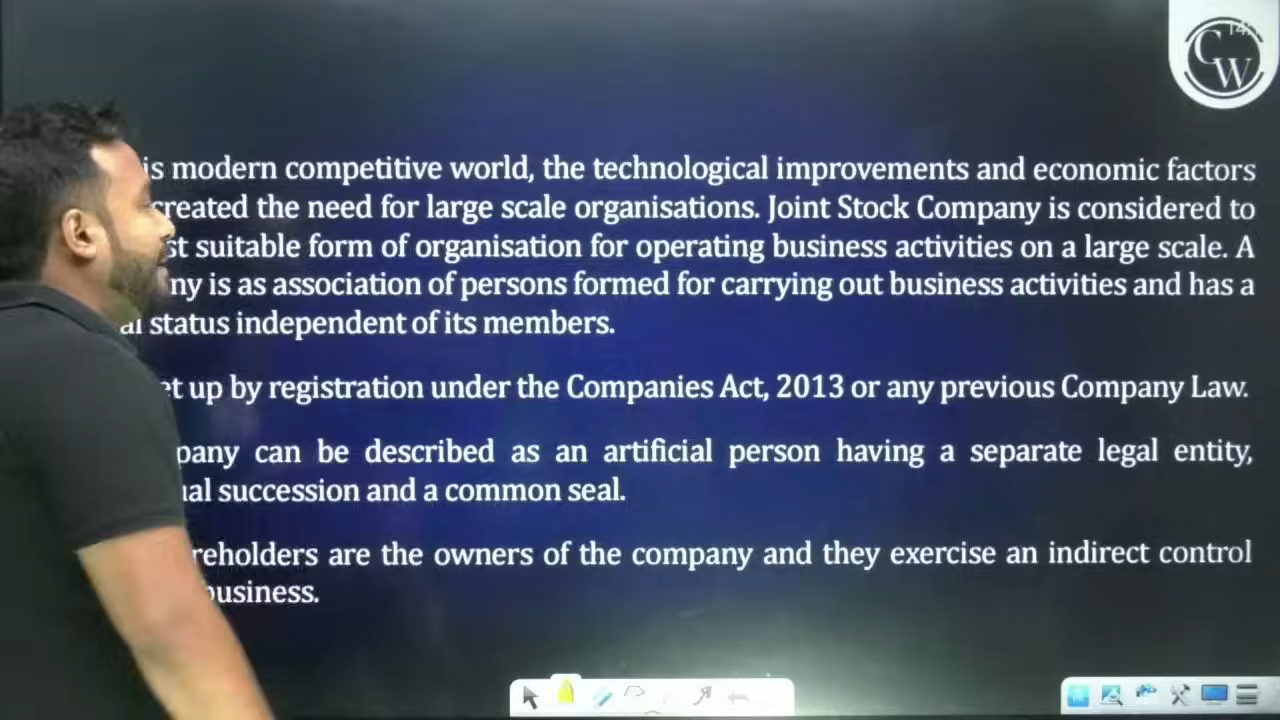 is modern competitive world, the technological improvements and economic factors
created the need for large scale organisations. Joint Stock Company is considered to
suitable form of organisation for operating business activities on a large scale. A
is as association of persons formed for carrying out business activities and has a
status independent of its members.
up by registration under the Companies Act, 2013 or any previous Company Law.
can be described as an artificial person having a separate legal entity,
succession and a common seal.
are the owners of the company and they exercise an indirect control
business.
CW